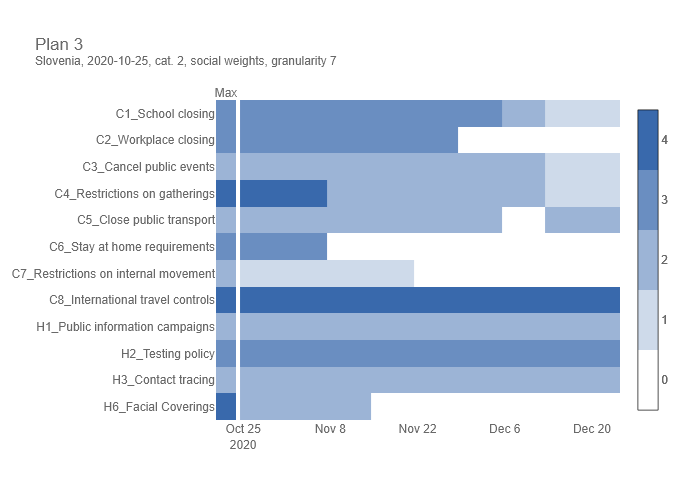 Plan 3
Slovenia, 2020-10-25, cat. 2, social weights, granularity 7
Max
C1_School closing
C2_Workplace closing
C3_Cancel public events
C4_Restrictions on gatherings
C5_Close public transport
C6_Stay at home requirements
C7_Restrictions on internal movement
C8_International travel controls
H1_Public information campaigns
H2_Testing policy
H3_Contact tracing
H6_Facial Coverings
Oct 25 Nov 8 Nov 22 Dec 6 Dec 20
2020
4
3
2
1
0